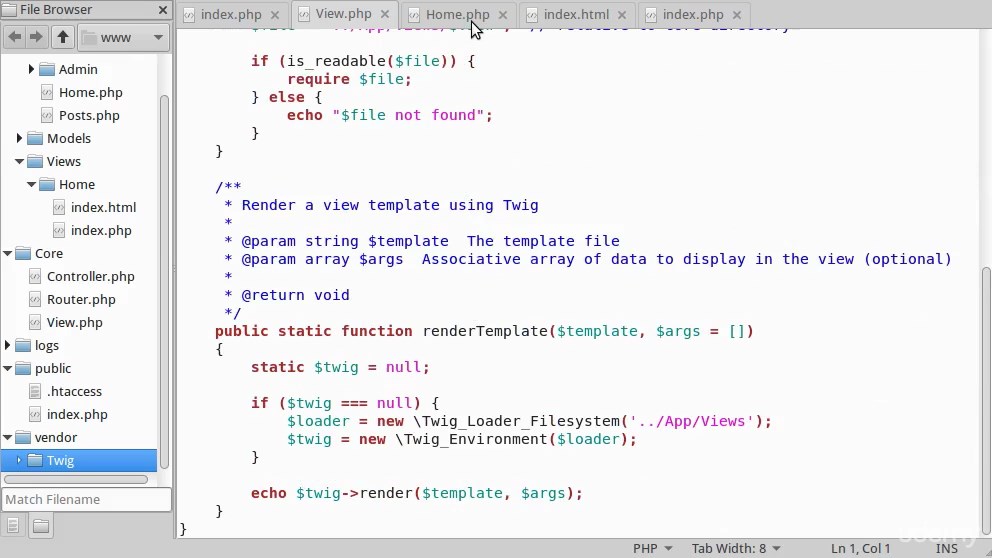 File Browser
index.php
View.php
Home.php
index.html
index.php
www
Admin
Home.php
Posts.php
Models
Views
Home
index.html
index.php
Core
Controller.php
Router.php
View.php
logs
public
.htaccess
index.php
vendor
Twig
Match Filename
if (is_readable($file)) {
require $file;
} else {
echo "$file not found";
}
}
/**
* Render a view template using Twig
*
* @param string $template  The template file
* @param array $args  Associative array of data to display in the view (optional)
*
* @return void
*/
public static function renderTemplate($template, $args = [])
{
static $twig = null;
if ($twig === null) {
$loader = new \Twig_Loader_Filesystem('../App/Views');
$twig = new \Twig_Environment($loader);
}
echo $twig->render($template, $args);
}
}
udemy
PHP
Tab Width: 8
Ln 1, Col 1
INS